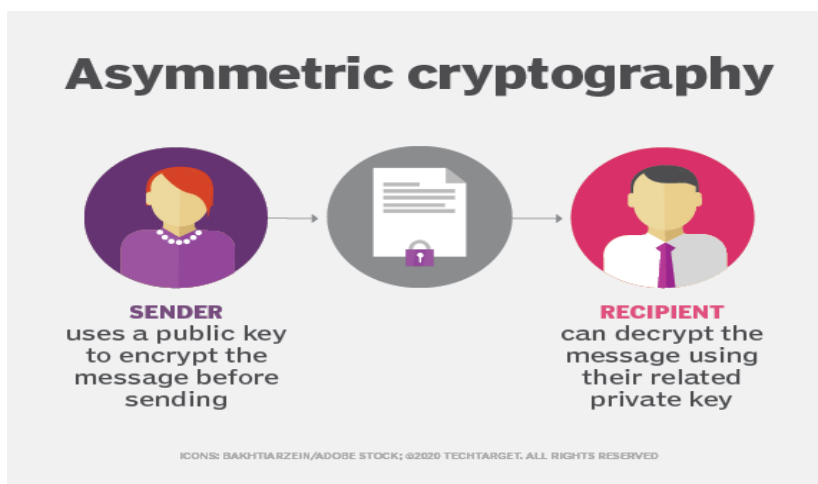 Asymmetric cryptography
SENDER
uses a public key
to encrypt the
message before
sending
RECIPIENT
can decrypt the
message using
their related
private key
ICONS: BAKHTIARZEIN/ADOBE STOCK; ©2020 TECHTARGET. ALL RIGHTS RESERVED